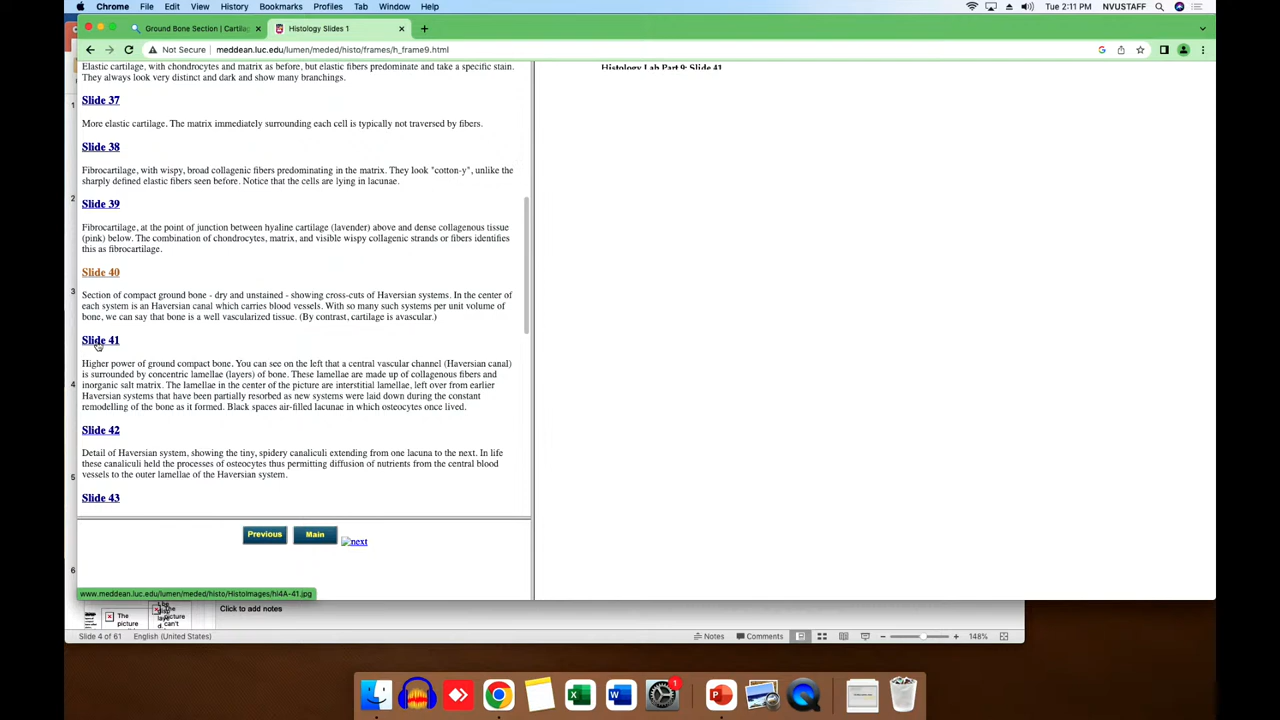 Chrome File Edit View History Bookmarks Profiles Tab Window Help Tue 2:11 PM NVUSTAFF
Ground Bone Section | Cartila Histology Slides 1
Not Secure meddean.luc.edu/lumen/meded/histo/frames/h_frame9.html
Elastic cartilage, with chondrocytes and matrix as before, but elastic fibers predominate and take a specific stain.
They always look very distinct and dark and show many branchings.
Histology Lab Part 9: Slide 41
Slide 37
More elastic cartilage. The matrix immediately surrounding each cell is typically not traversed by fibers.
Slide 38
Fibrocartilage, with wispy, broad collagenic fibers predominating in the matrix. They look "cotton-y", unlike the
sharply defined elastic fibers seen before. Notice that the cells are lying in lacunae.
Slide 39
Fibrocartilage, at the point of junction between hyaline cartilage (lavender) above and dense collagenous tissue
(pink) below. The combination of chondrocytes, matrix, and visible wispy collagenic strands or fibers identifies
this as fibrocartilage.
Slide 40
Section of compact ground bone - dry and unstained - showing cross-cuts of Haversian systems. In the center of
each system is an Haversian canal which carries blood vessels. With so many such systems per unit volume of
bone, we can say that bone is a well vascularized tissue. (By contrast, cartilage is avascular.)
Slide 41
Higher power of ground compact bone. You can see on the left that a central vascular channel (Haversian canal)
is surrounded by concentric lamellae (layers) of bone. These lamellae are made up of collagenous fibers and
inorganic salt matrix. The lamellae in the center of the picture are interstitial lamellae, left over from earlier
Haversian systems that have been partially resorbed as new systems were laid down during the constant
remodelling of the bone as it formed. Black spaces air-filled lacunae in which osteocytes once lived.
Slide 42
Detail of Haversian system, showing the tiny, spidery canaliculi extending from one lacuna to the next. In life
these canaliculi held the processes of osteocytes thus permitting diffusion of nutrients from the central blood
vessels to the outer lamellae of the Haversian system.
Slide 43
Previous Main next
www.meddean.luc.edu/lumen/meded/histo/HistoImages/hl4A-41.jpg
1
2
3
4
5
6
The picture
The picture can't
Click to add notes
Slide 4 of 61 English (United States) Notes Comments 148%
1